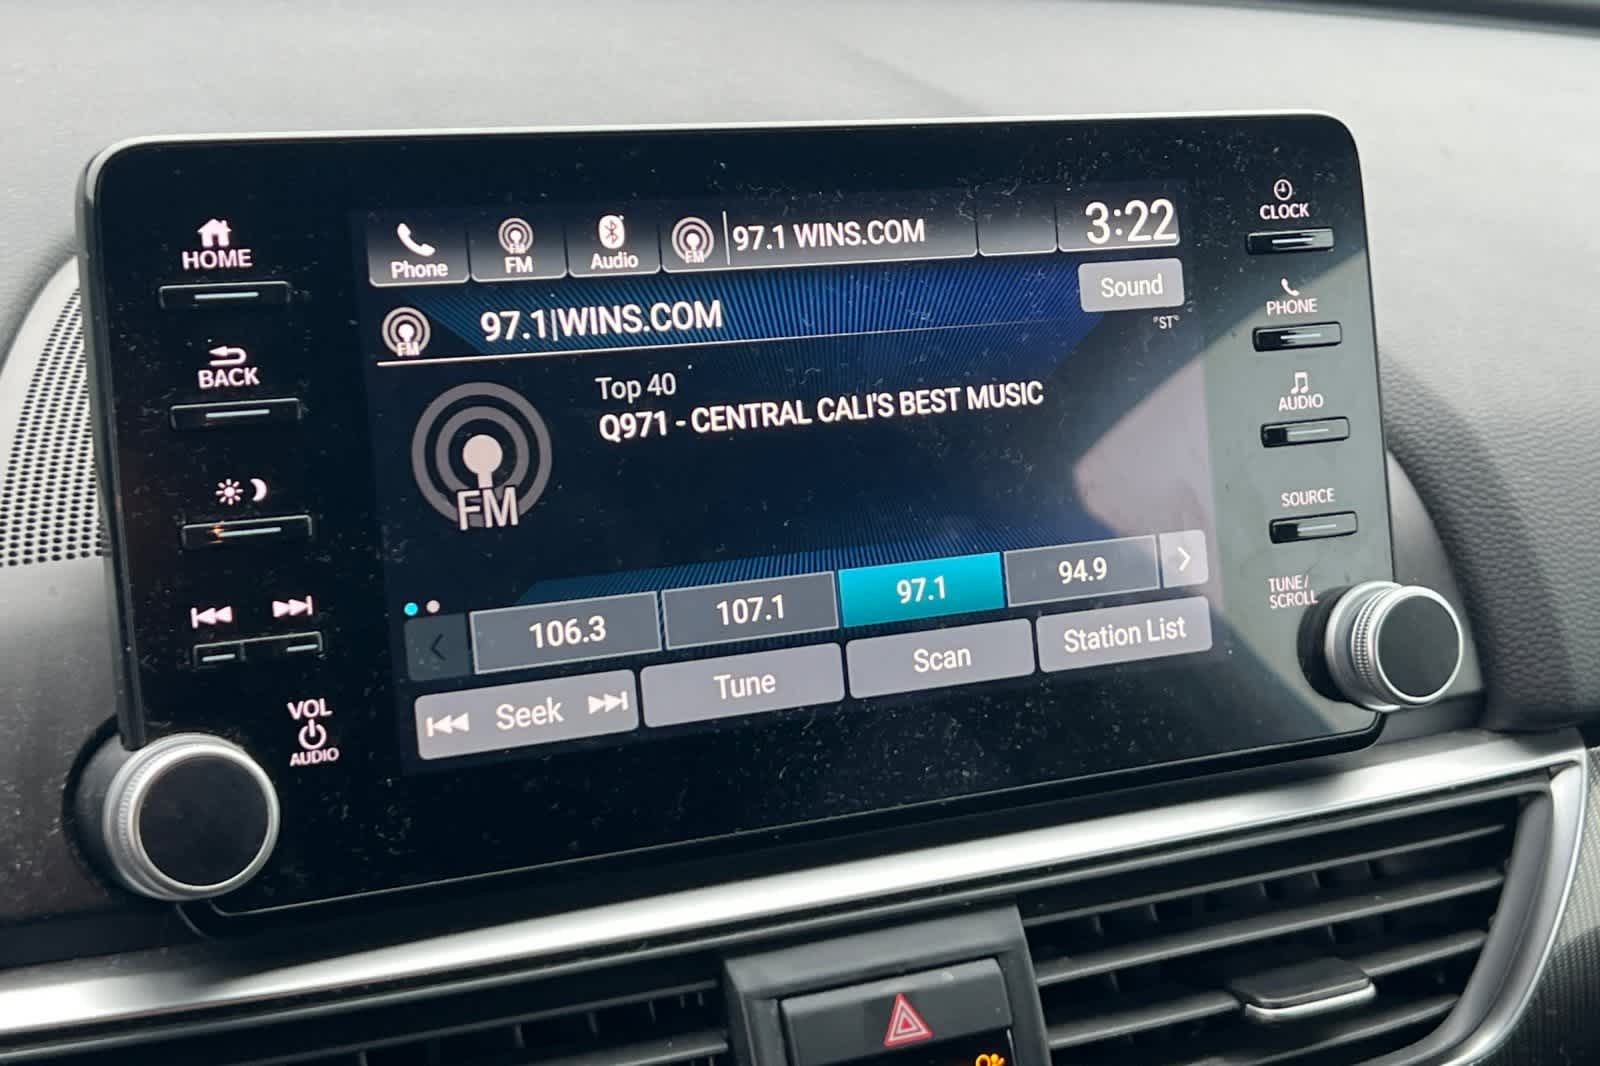 HOME
BACK
VOL
AUDIO
Phone
FM
Audio
FM
97.1 WINS.COM
3:22
FM
97.1|WINS.COM
Sound
"ST"
FM
Top 40
Q971 - CENTRAL CALI'S BEST MUSIC
106.3
107.1
97.1
94.9
Seek
Tune
Scan
Station List
CLOCK
PHONE
AUDIO
SOURCE
TUNE/
SCROLL